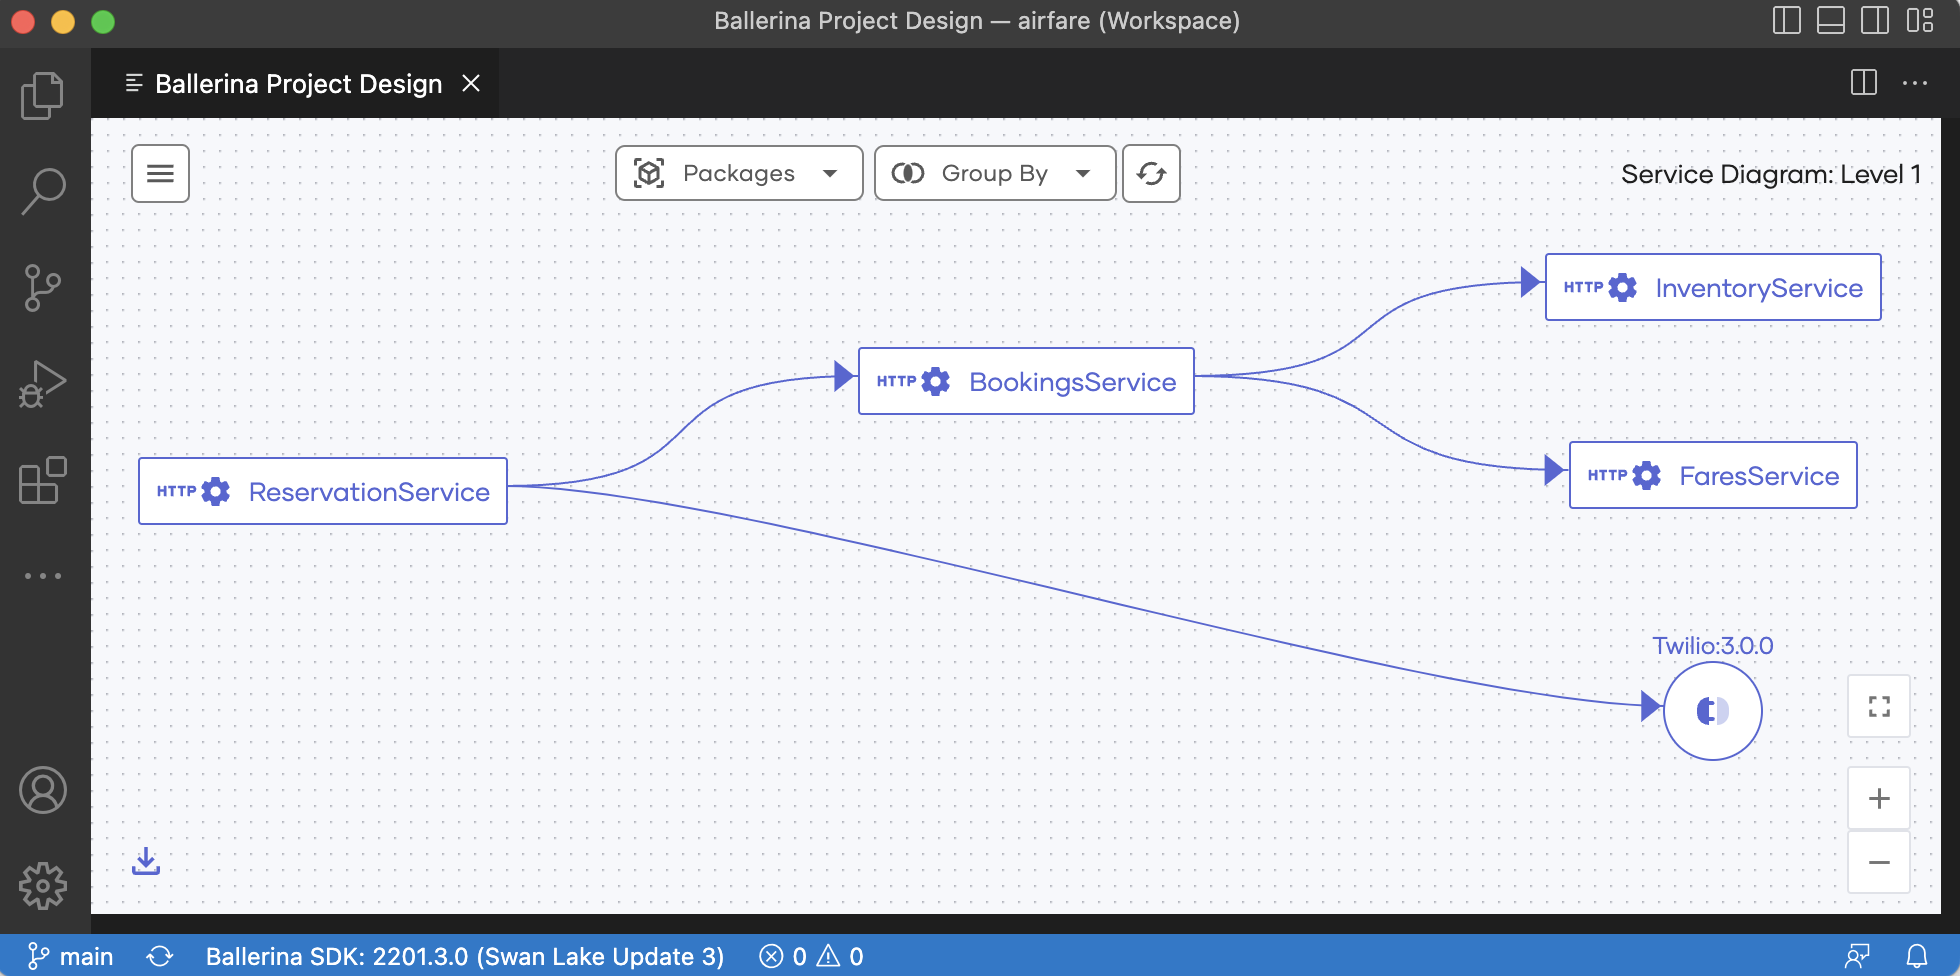 Ballerina Project Design — airfare (Workspace)
Ballerina Project Design
Packages
Group By
Service Diagram: Level 1
HTTP InventoryService
HTTP BookingsService
HTTP FaresService
HTTP ReservationService
Twilio:3.0.0
main
Ballerina SDK: 2201.3.0 (Swan Lake Update 3)
0
0